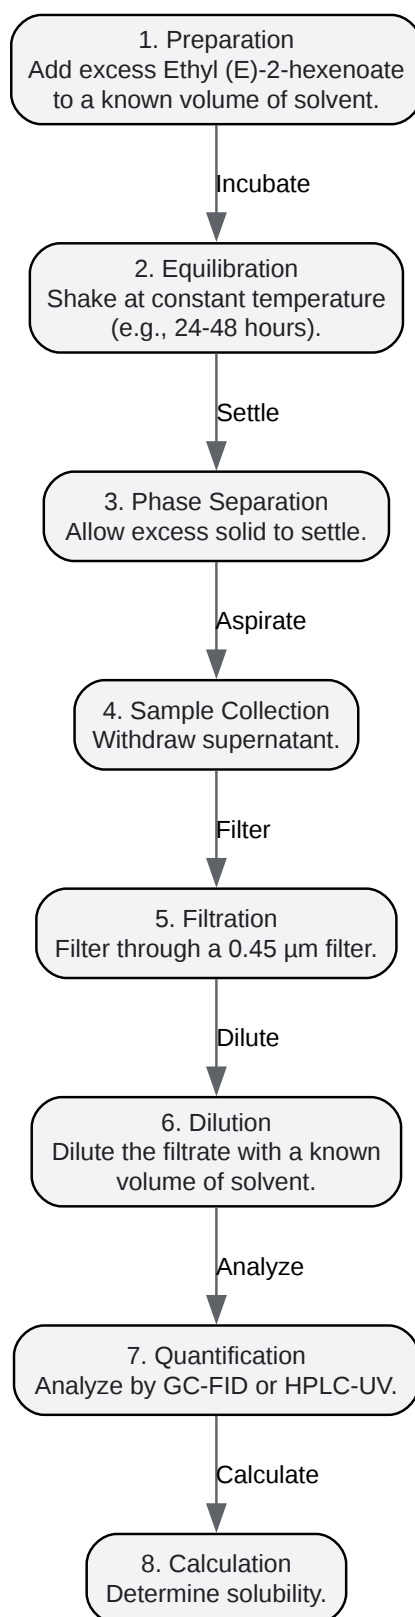 1. Preparation
Add excess Ethyl (E)-2-hexenoate
to a known volume of solvent.
Incubate
2. Equilibration
Shake at constant temperature
(e.g., 24-48 hours).
Settle
3. Phase Separation
Allow excess solid to settle.
Aspirate
4. Sample Collection
Withdraw supernatant.
Filter
5. Filtration
Filter through a 0.45 µm filter.
Dilute
6. Dilution
Dilute the filtrate with a known
volume of solvent.
Analyze
7. Quantification
Analyze by GC-FID or HPLC-UV.
Calculate
8. Calculation
Determine solubility.